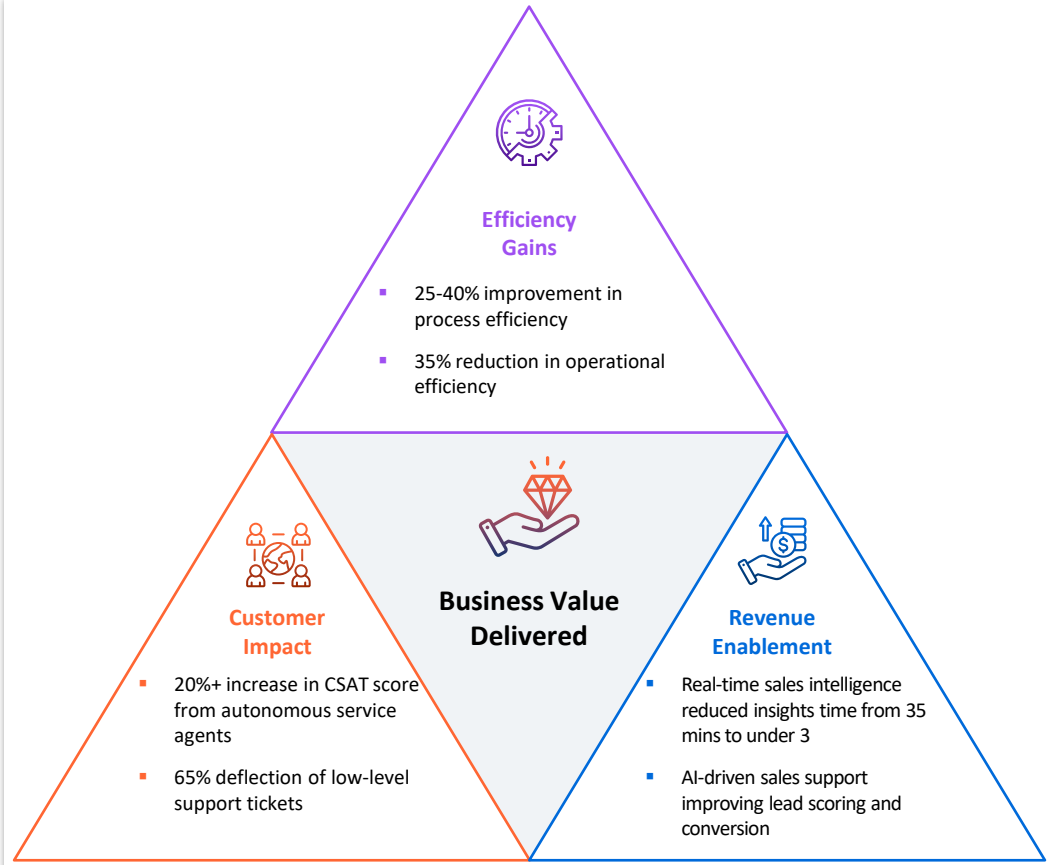 Efficiency
Gains
▪ 25-40% improvement in
process efficiency
▪ 35% reduction in operational
efficiency
$
Business Value
Delivered
Customer
Impact
▪ 20%+ increase in CSAT score
from autonomous service
agents
▪ 65% deflection of low-level
support tickets
Revenue
Enablement
▪ Real-time sales intelligence
reduced insights time from 35
mins to under 3
▪ AI-driven sales support
improving lead scoring and
conversion